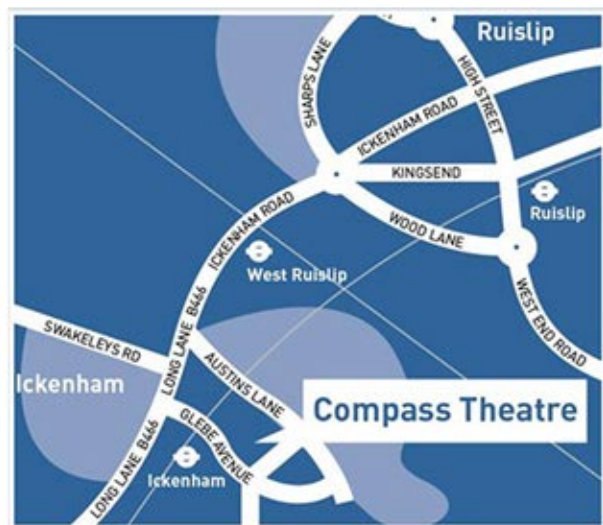 Ruislip
SHARPS LANE
HIGH STREET
ICKENHAM ROAD
KINGSEND
Ruislip
WOOD LANE
ICKENHAM ROAD
West Ruislip
WEST END ROAD
LONG LANE B466
SWAKELEYS RD
AUSTINS LANE
Ickenham
Compass Theatre
GLEBE AVENUE
LONG LANE B466
Ickenham